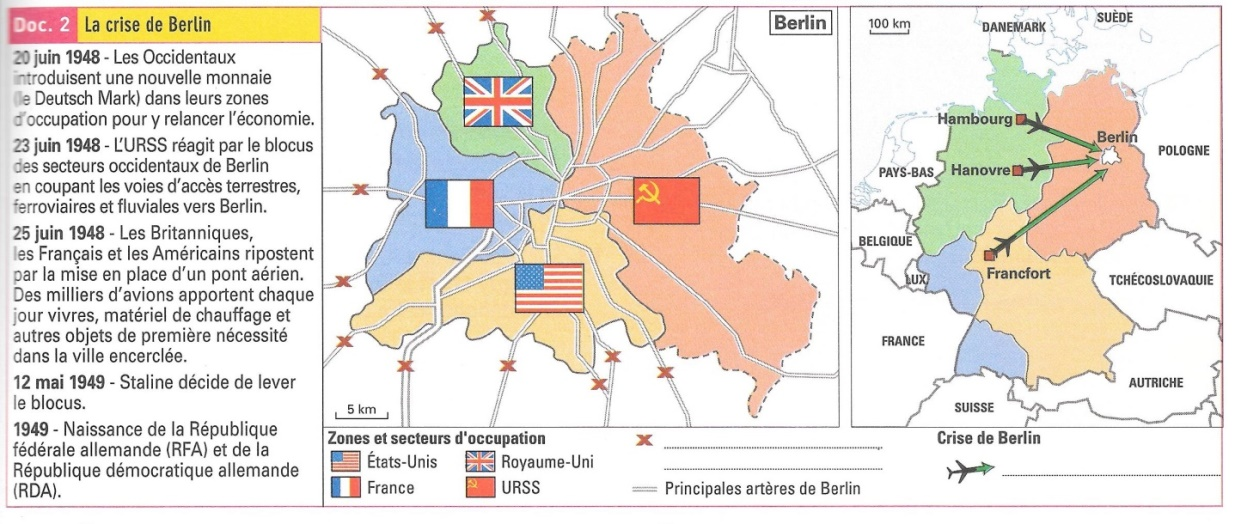 Doc. 2 La crise de Berlin
20 juin 1948 - Les Occidentaux
introduisent une nouvelle monnaie
(le Deutsch Mark) dans leurs zones
d'occupation pour y relancer l'économie.
23 juin 1948 - L'URSS réagit par le blocus
des secteurs occidentaux de Berlin
en coupant les voies d'accès terrestres,
ferroviaires et fluviales vers Berlin.
25 juin 1948 - Les Britanniques,
les Français et les Américains ripostent
par la mise en place d'un pont aérien.
Des milliers d'avions apportent chaque
jour vivres, matériel de chauffage et
autres objets de première nécessité
dans la ville encerclée.
12 mai 1949 - Staline décide de lever
le blocus.
1949 - Naissance de la République
fédérale allemande (RFA) et de la
République démocratique allemande
(RDA).
Berlin
5 km
100 km
DANEMARK
SUÈDE
Hambourg
Berlin
POLOGNE
Hanovre
PAYS-BAS
BELGIQUE
LUX.
Francfort
TCHÉCOSLOVAQUIE
FRANCE
AUTRICHE
SUISSE
Zones et secteurs d'occupation
États-Unis
Royaume-Uni
France
URSS
Principales artères de Berlin
Crise de Berlin